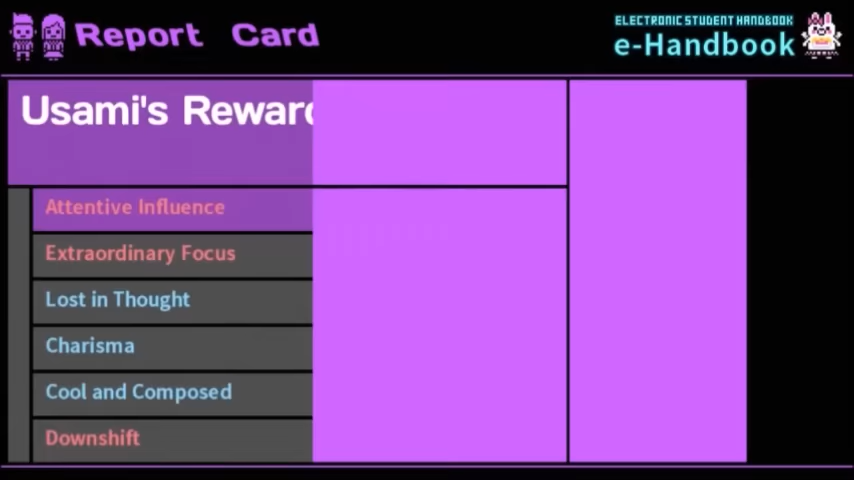 Report Card
ELECTRONIC STUDENT HANDBOOK
e-Handbook
Usami's
Attentive Influence
Extraordinary Focus
Lost in Thought
Charisma
Cool and Composed
Downshift